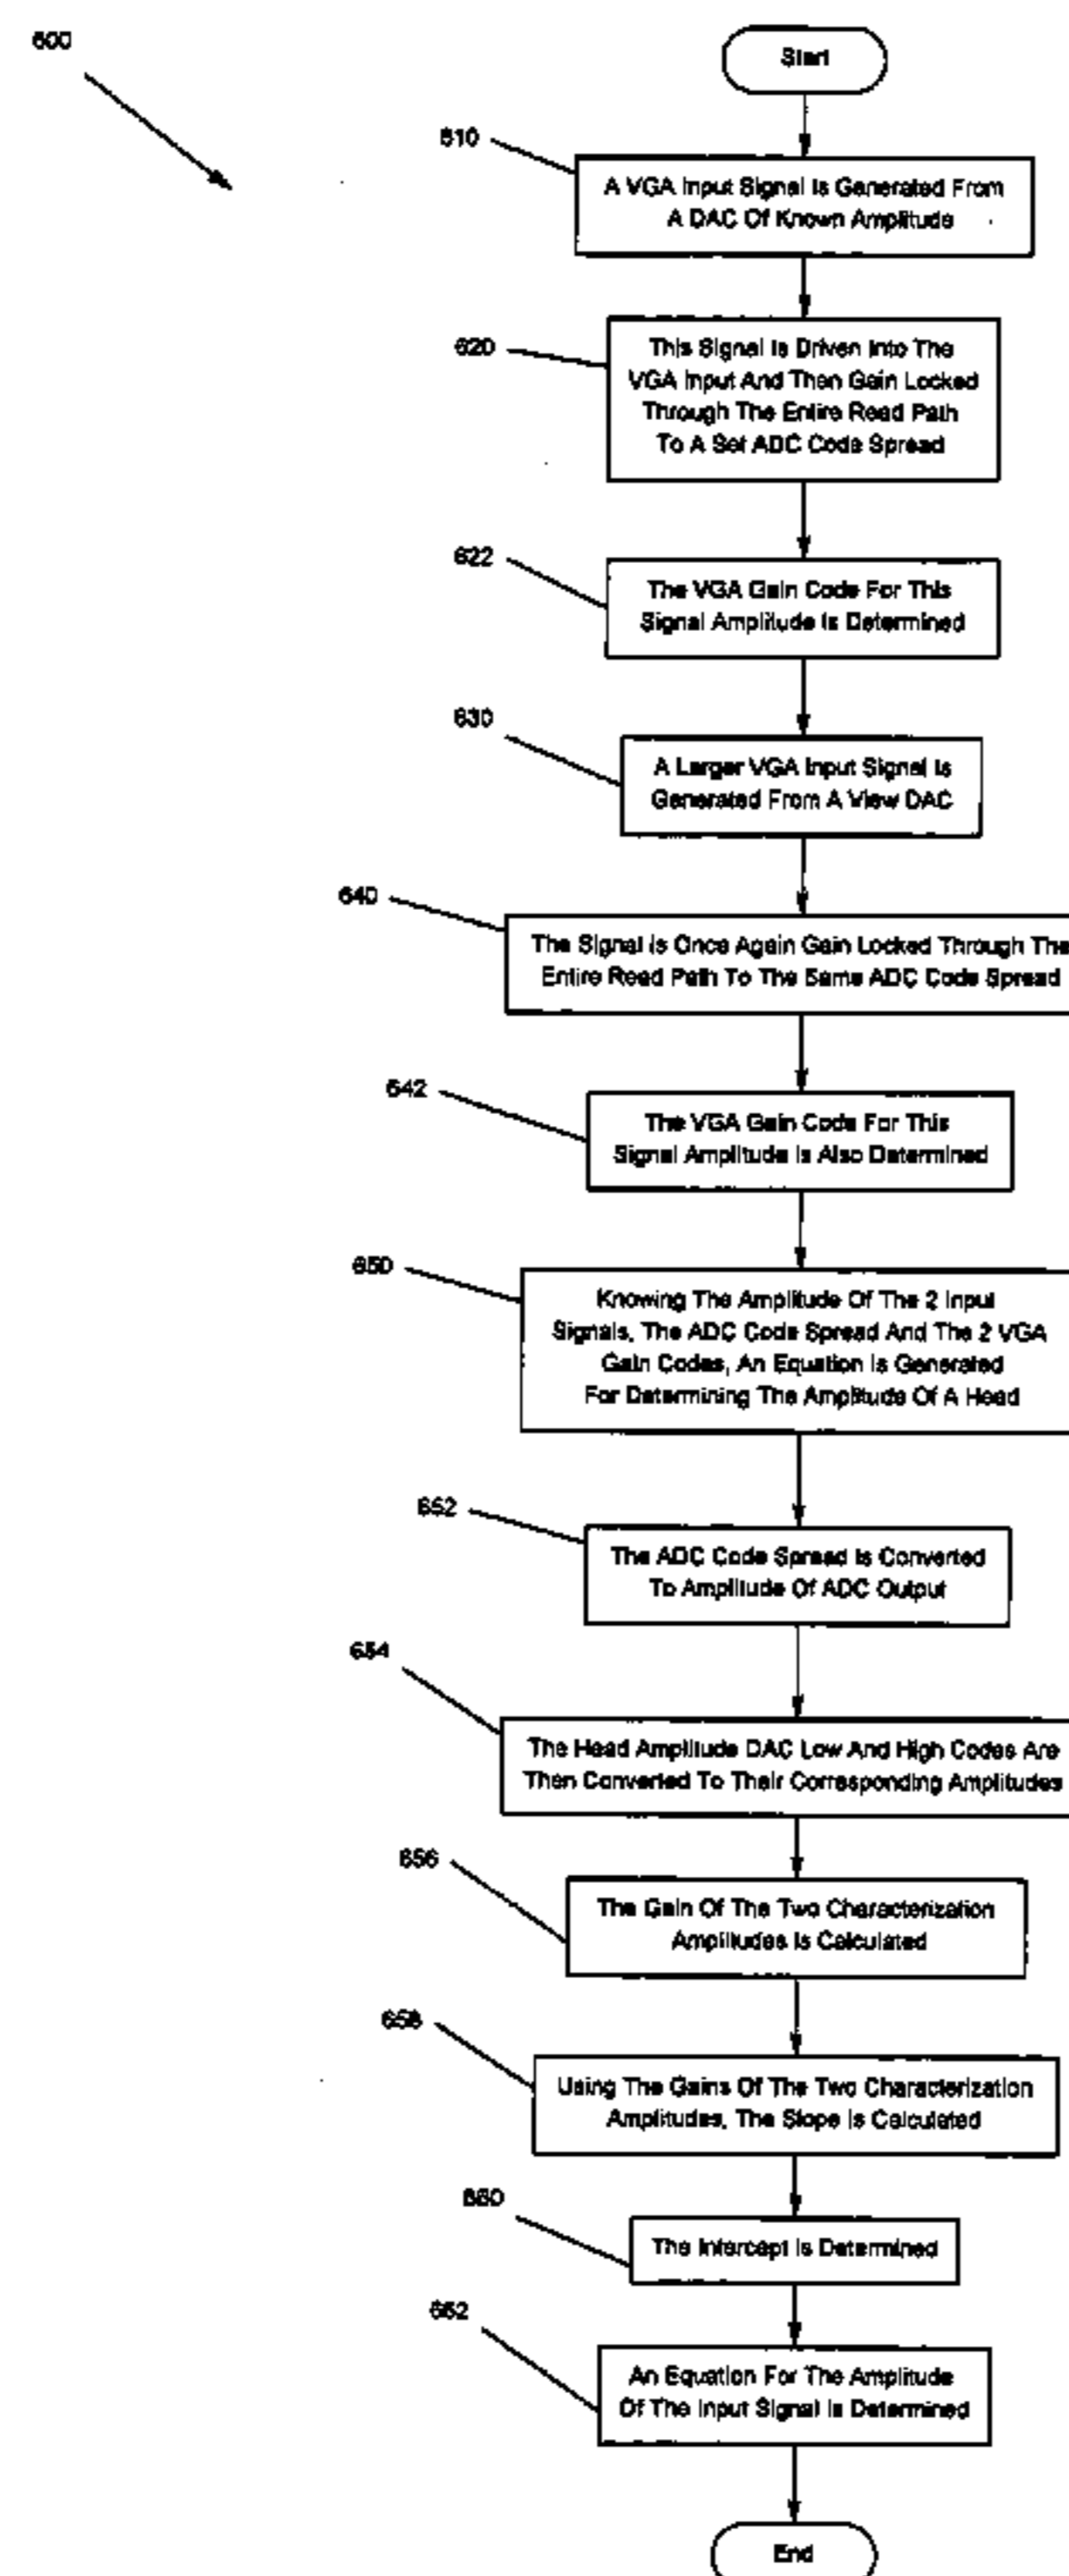 600
Start
610
A VGA Input Signal Is Generated From
A DAC Of Known Amplitude
620
This Signal Is Driven Into The
VGA Input And Then Gain Locked
Through The Entire Read Path
To A Set ADC Code Spread
622
The VGA Gain Code For This
Signal Amplitude Is Determined
630
A Larger VGA Input Signal Is
Generated From A View DAC
640
The Signal Is Once Again Gain Locked Through The
Entire Read Path To The Same ADC Code Spread
642
The VGA Gain Code For This
Signal Amplitude Is Also Determined
650
Knowing The Amplitude Of The 2 Input
Signals, The ADC Code Spread And The 2 VGA
Gain Codes, An Equation Is Generated
For Determining The Amplitude Of A Head
652
The ADC Code Spread Is Converted
To Amplitude Of ADC Output
654
The Head Amplitude DAC Low And High Codes Are
Then Converted To Their Corresponding Amplitudes
656
The Gain Of The Two Characterization
Amplitudes Is Calculated
658
Using The Gains Of The Two Characterization
Amplitudes, The Slope Is Calculated
660
The Intercept Is Determined
662
An Equation For The Amplitude
Of The Input Signal Is Determined
End